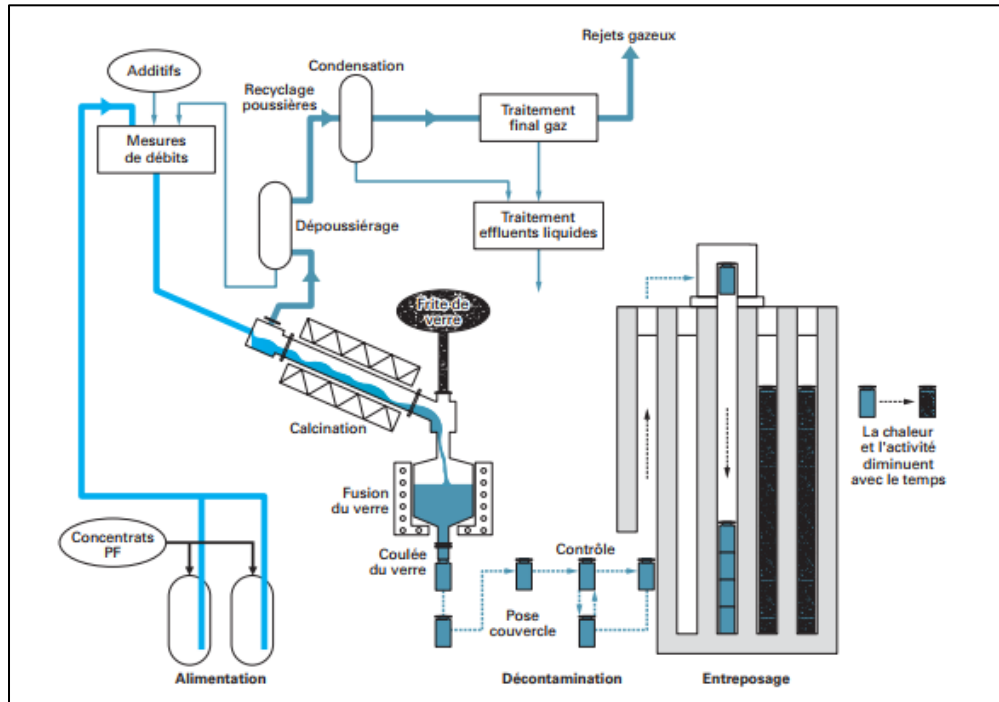 Rejets gazeux
Condensation
Additifs
Recyclage
poussières
Traitement
final gaz
Mesures
de débits
Traitement
effluents liquides
Dépoussiérage
Frite de
verre
Calcination
La chaleur
et l'activité
diminuent
avec le temps
Fusion
du verre
Concentrats
PF
Coulée
du verre
Contrôle
Pose
couvercle
Alimentation
Décontamination
Entreposage